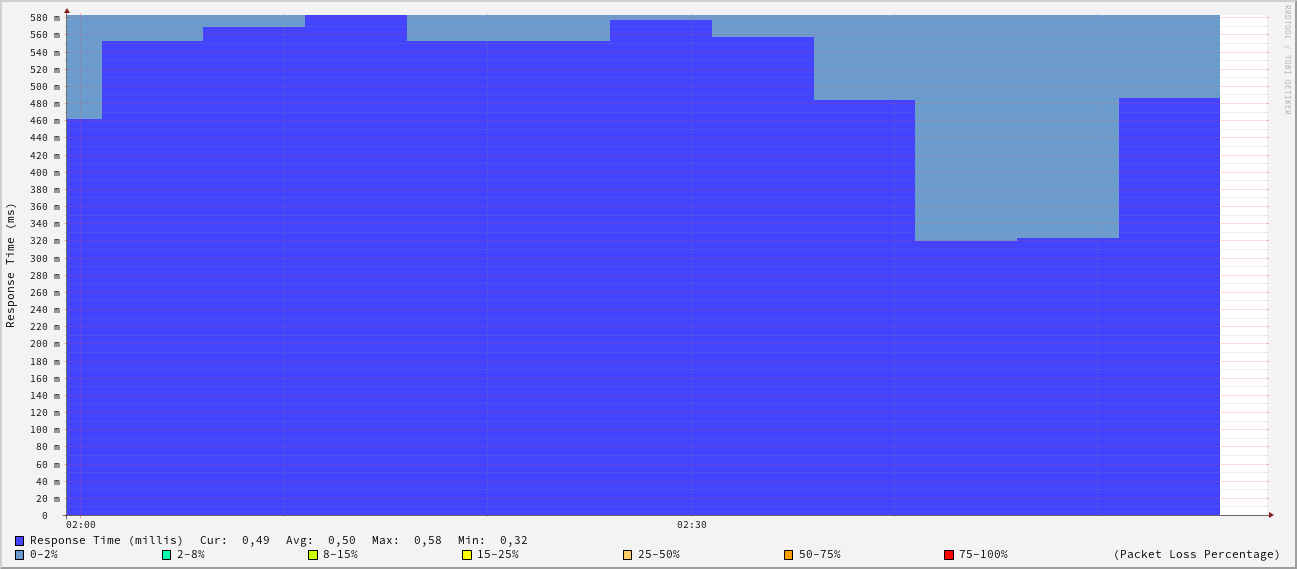 RRDTOOL / TOBI OETIKER
Response Time (ms)
580 m
560 m
540 m
520 m
500 m
480 m
460 m
440 m
420 m
400 m
380 m
360 m
340 m
320 m
300 m
280 m
260 m
240 m
220 m
200 m
180 m
160 m
140 m
120 m
100 m
80 m
60 m
40 m
20 m
0
02:00 02:30
Response Time (millis) Cur: 0,49 Avg: 0,50 Max: 0,58 Min: 0,32
0-2% 2-8% 8-15% 15-25% 25-50% 50-75% 75-100% (Packet Loss Percentage)